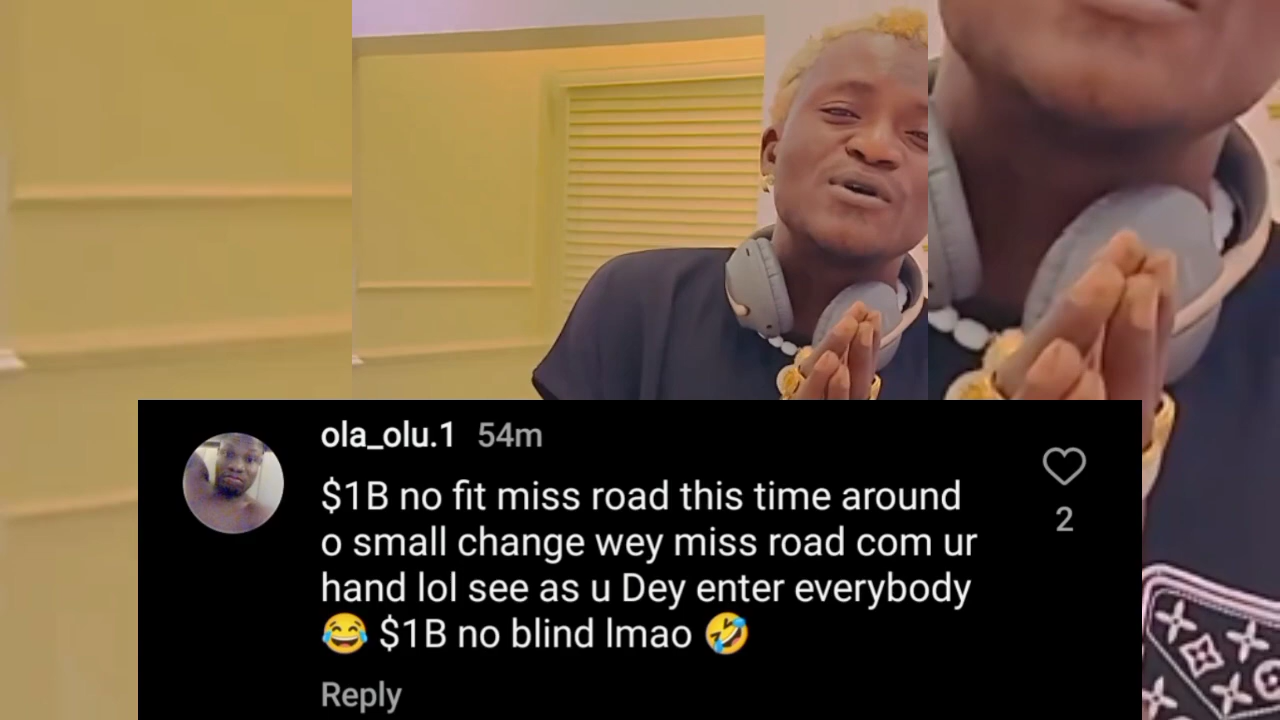 ola_olu.1 54m
$1B no fit miss road this time around
o small change wey miss road com ur
hand lol see as u Dey enter everybody
😂 $1B no blind lmao 🤣
2
Reply